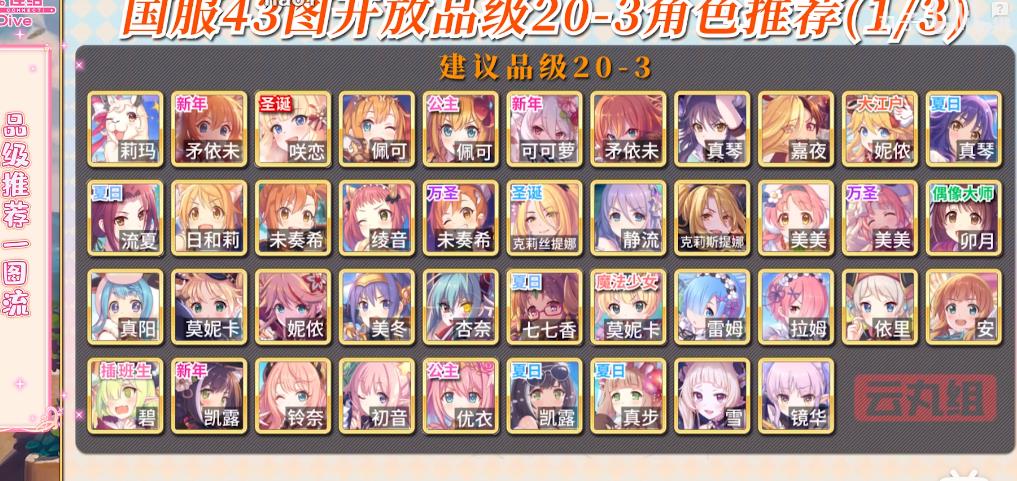 CONNECT
Dive
国服43图开放品级20-3角色推荐(1/3)
?
品级推荐一图流
建议品级20-3
莉玛
新年 矛依未
圣诞 咲恋
佩可
公主 佩可
新年 可可萝
矛依未
真琴
嘉夜
大江户 妮侬
夏日 真琴
夏日 流夏
日和莉
未奏希
绫音
万圣 未奏希
圣诞 克莉丝提娜
静流
克莉斯提娜
美美
万圣 美美
偶像大师 卯月
真阳
莫妮卡
妮侬
美冬
杏奈
夏日 七七香
魔法少女 莫妮卡
雷姆
拉姆
依里
安
插班生 碧
新年 凯露
铃奈
初音
公主 优衣
夏日 凯露
夏日 真步
雪
镜华
云丸组